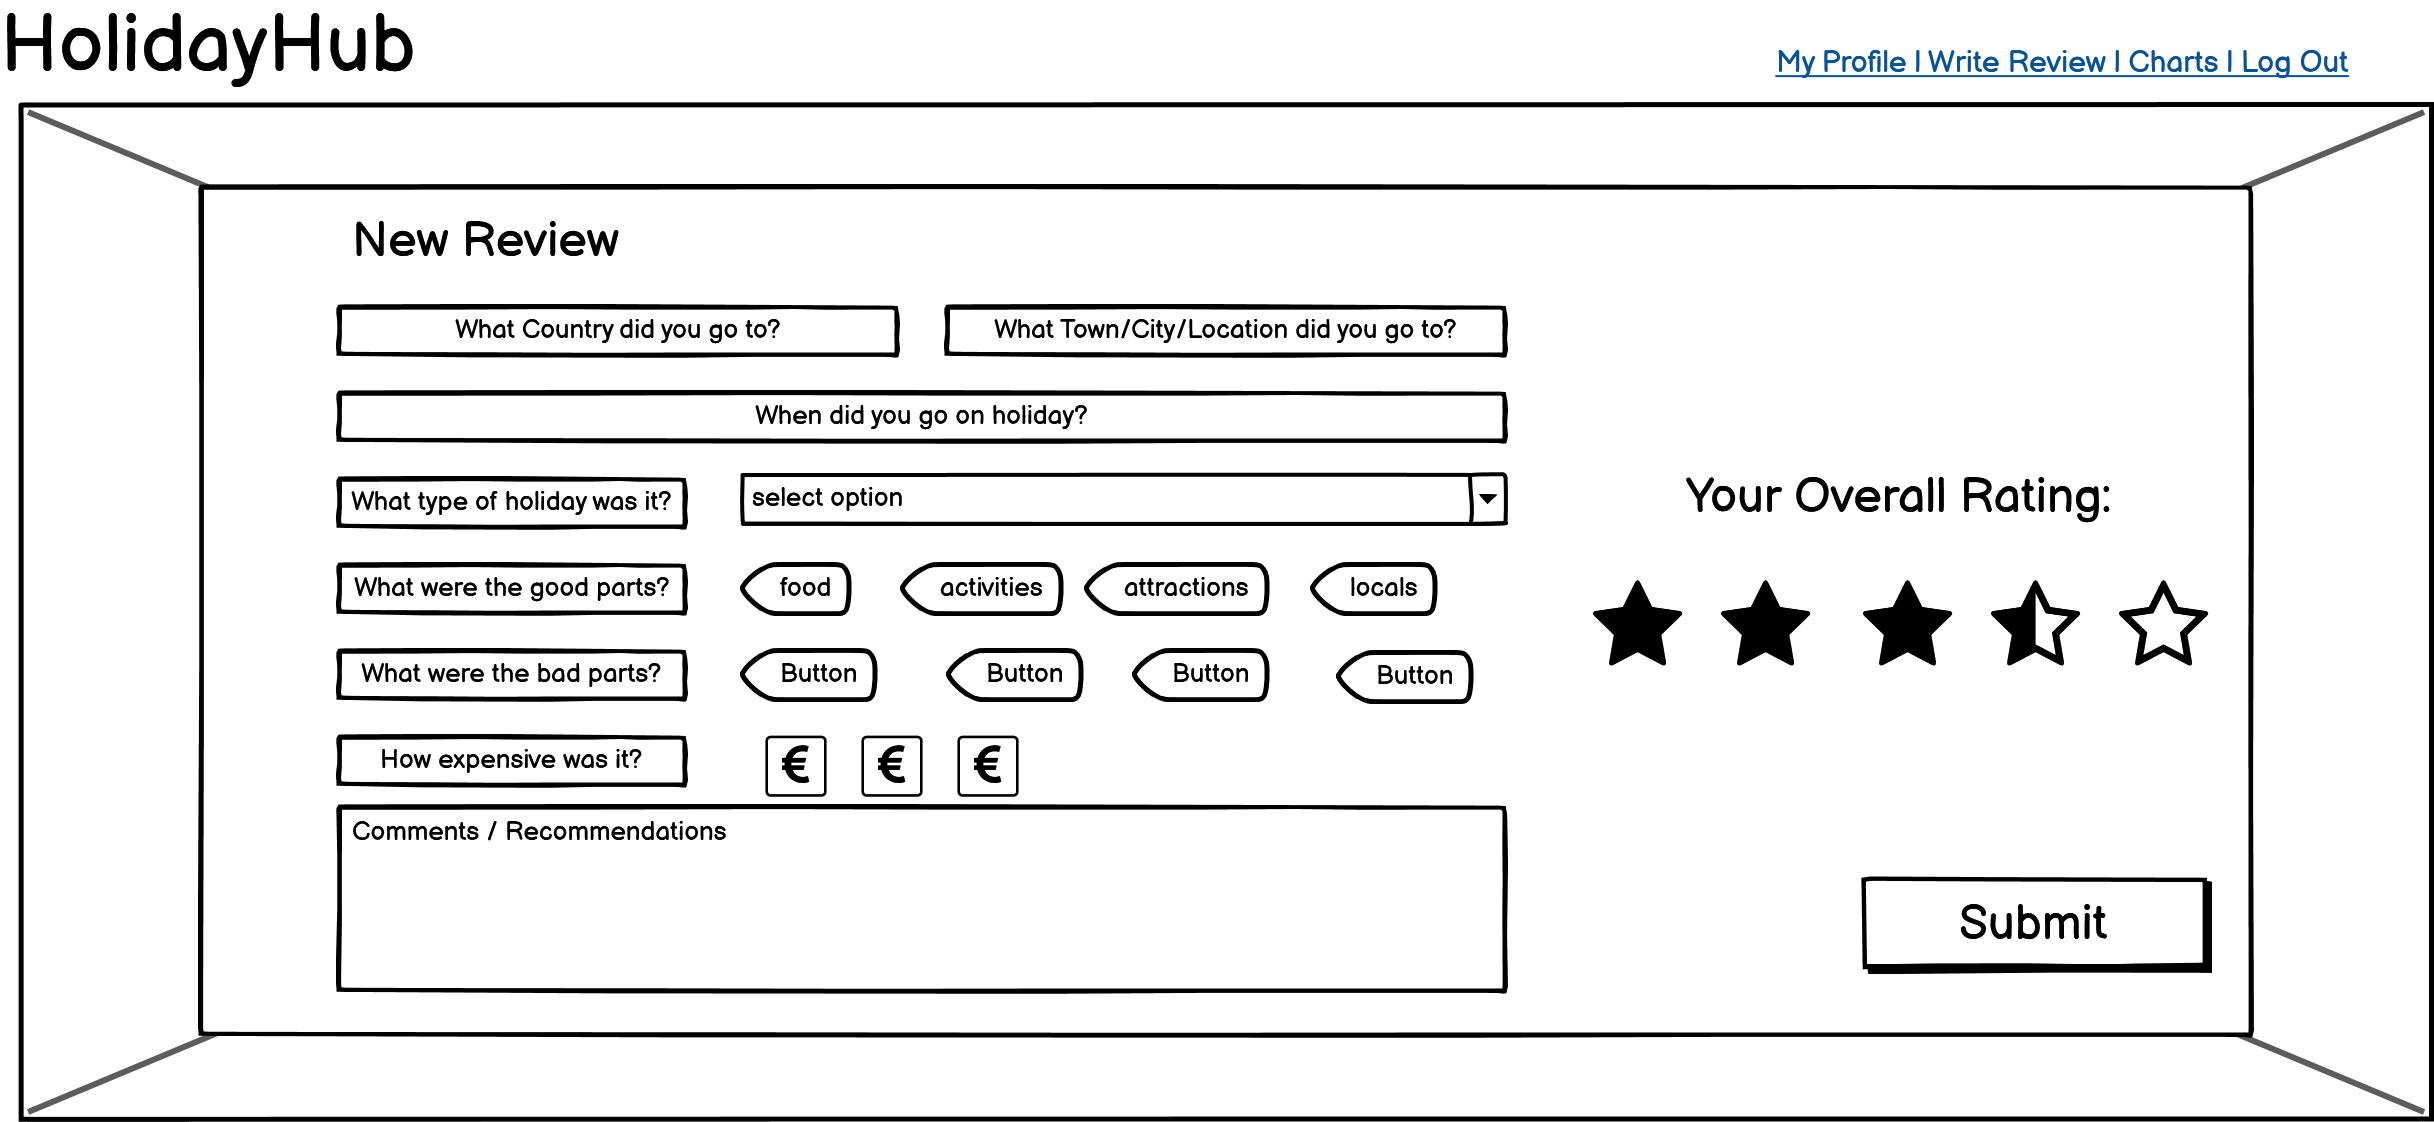 HolidayHub
My Profile | Write Review | Charts | Log Out
New Review
What Country did you go to?
What Town/City/Location did you go to?
When did you go on holiday?
What type of holiday was it?
select option
What were the good parts?
food
activities
attractions
locals
What were the bad parts?
Button
Button
Button
Button
How expensive was it?
€
€
€
Comments / Recommendations
Your Overall Rating:
Submit